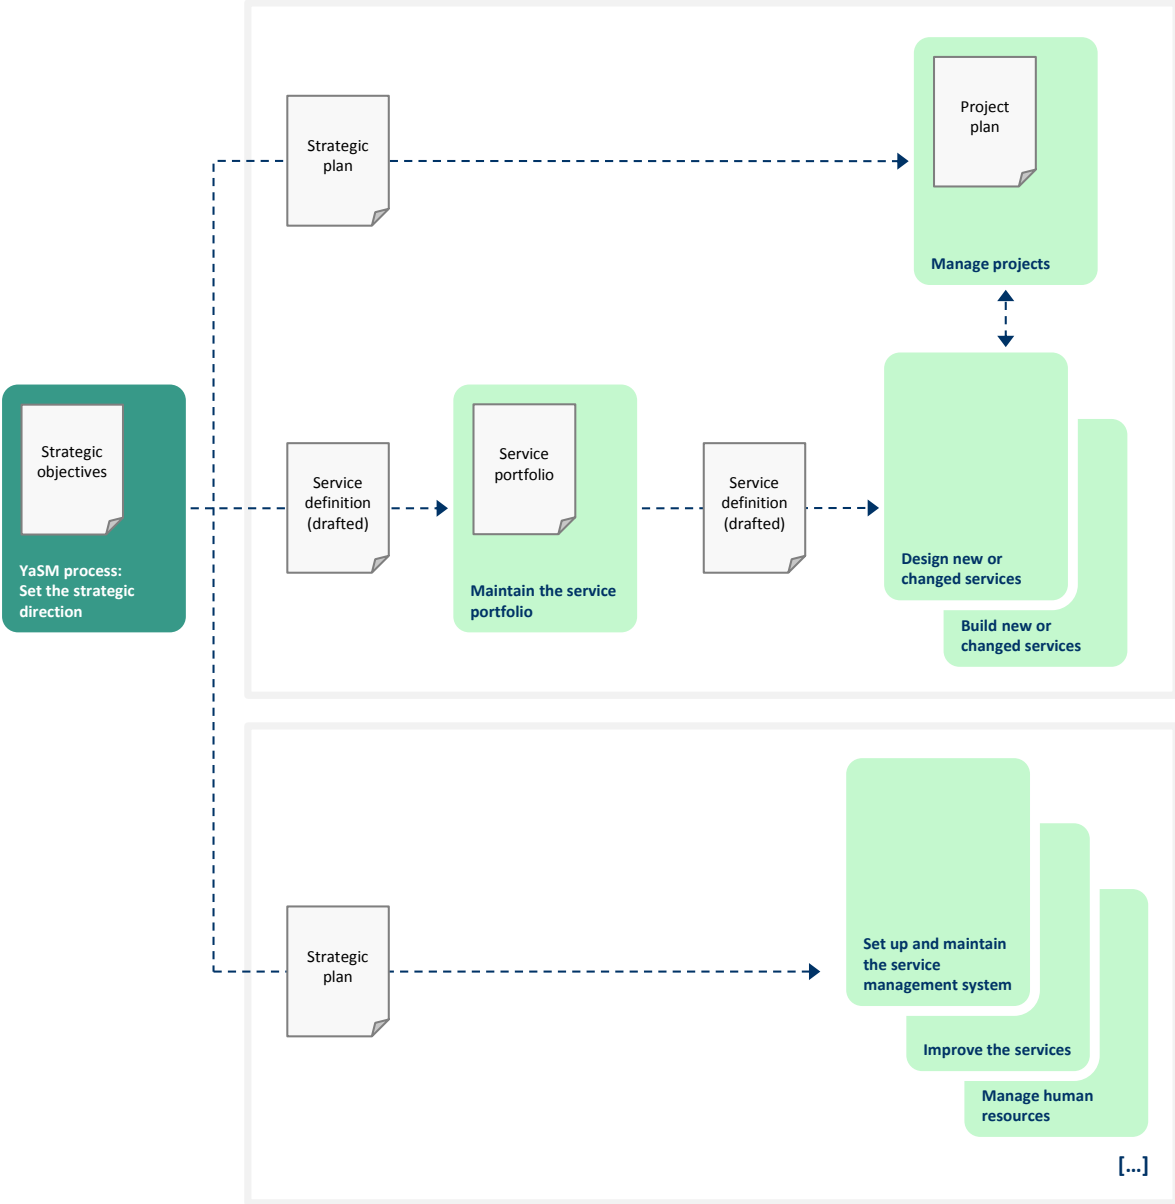 Project
plan
Strategic
plan
Manage projects
Strategic
objectives
Service
portfolio
Service
definition
(drafted)
Service
definition
(drafted)
YaSM process:
Set the strategic
direction
Maintain the service
portfolio
Design new or
changed services
Build new or
changed services
Strategic
plan
Set up and maintain
the service
management system
Improve the services
Manage human
resources
[...]